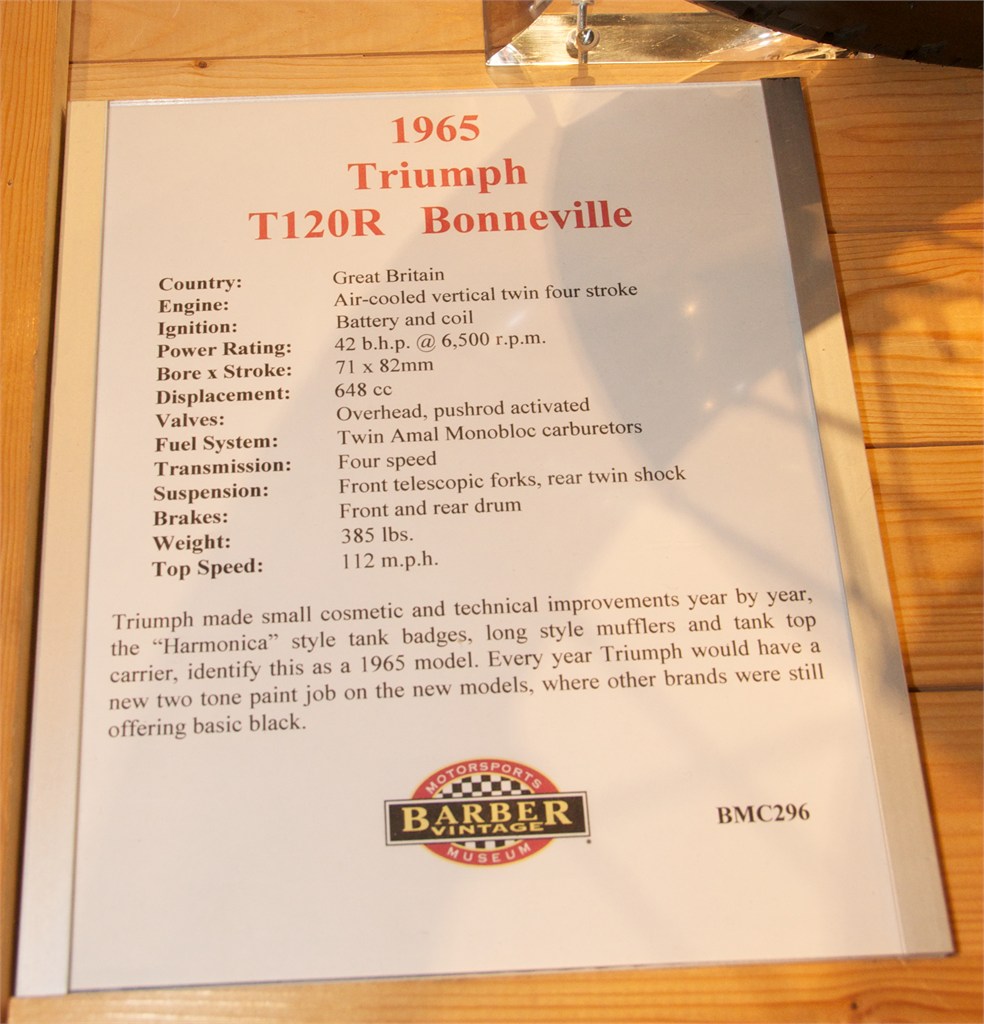 1965
Triumph
T120R Bonneville
Country: Great Britain
Engine: Air-cooled vertical twin four stroke
Ignition: Battery and coil
Power Rating: 42 b.h.p. @ 6,500 r.p.m.
Bore x Stroke: 71 x 82mm
Displacement: 648 cc
Valves: Overhead, pushrod activated
Fuel System: Twin Amal Monobloc carburetors
Transmission: Four speed
Suspension: Front telescopic forks, rear twin shock
Brakes: Front and rear drum
Weight: 385 lbs.
Top Speed: 112 m.p.h.
Triumph made small cosmetic and technical improvements year by year,
the “Harmonica” style tank badges, long style mufflers and tank top
carrier, identify this as a 1965 model. Every year Triumph would have a
new two tone paint job on the new models, where other brands were still
offering basic black.
MOTORSPORTS
BARBER
VINTAGE
MUSEUM
BMC296